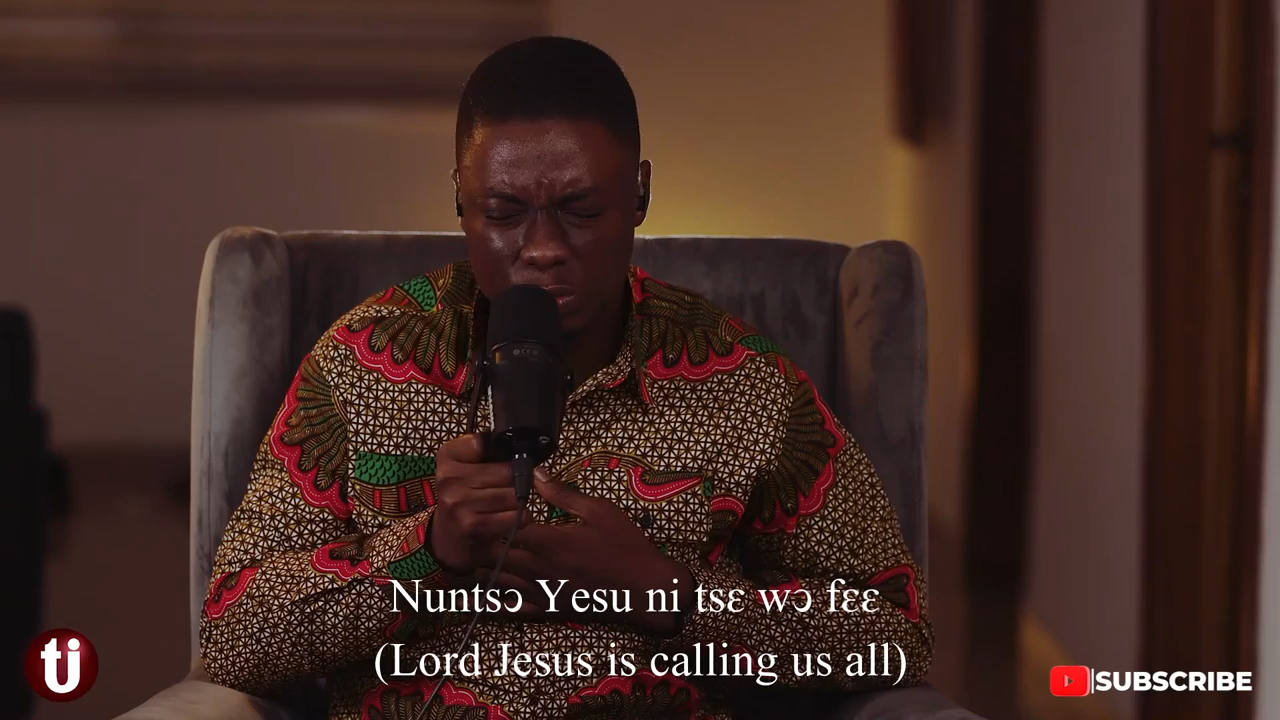 Nuntsɔ Yesu ni tsɛ wɔ fɛɛ
(Lord Jesus is calling us all)
tj
SUBSCRIBE